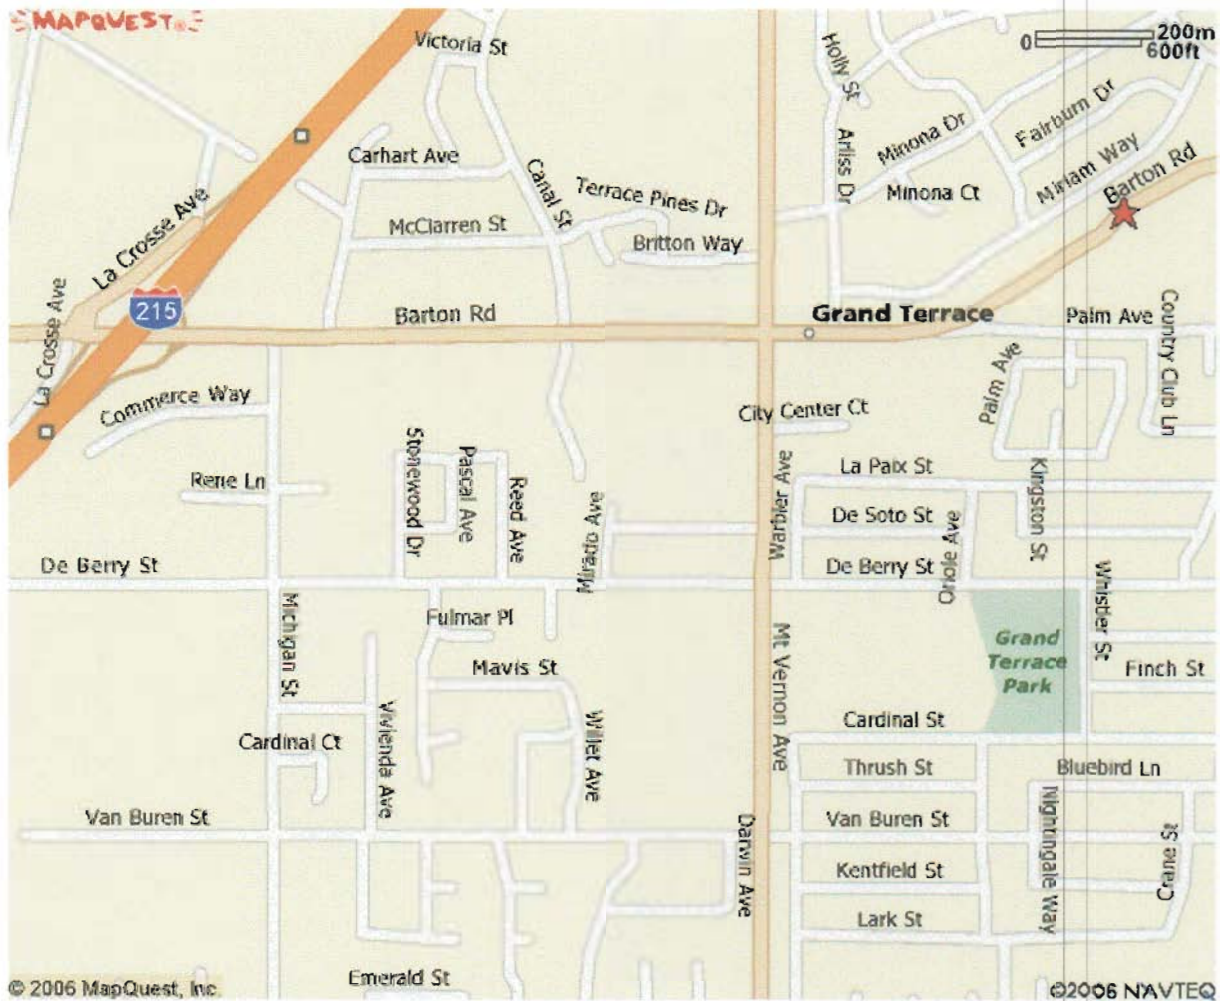 MAPQUEST
Victoria St
0
200m
600ft
Holly St
Fairburn Dr
Minona Dr
Arliss Dr
Carhart Ave
Canal St
Miriam Way
Barton Rd
Terrace Pines Dr
Minona Ct
La Crosse Ave
McClarren St
Britton Way
La Crosse Ave
215
Barton Rd
Grand Terrace
Palm Ave
Country Club Ln
Palm Ave
Commerce Way
City Center Ct
Stonewood Dr
Pascal Ave
Reed Ave
Warbler Ave
La Paix St
Kingston St
Rene Ln
Mirado Ave
De Soto St
Oriole Ave
De Berry St
De Berry St
Whistler St
Michigan St
Fulmar Pl
Mt Vernon Ave
Grand
Terrace
Park
Mavis St
Finch St
Vivienda Ave
Willet Ave
Cardinal St
Cardinal Ct
Thrush St
Bluebird Ln
Van Buren St
Darwin Ave
Van Buren St
Nightingale Way
Crane St
Kentfield St
Lark St
Emerald St
© 2006 MapQuest, Inc.
©2006 NAVTEQ